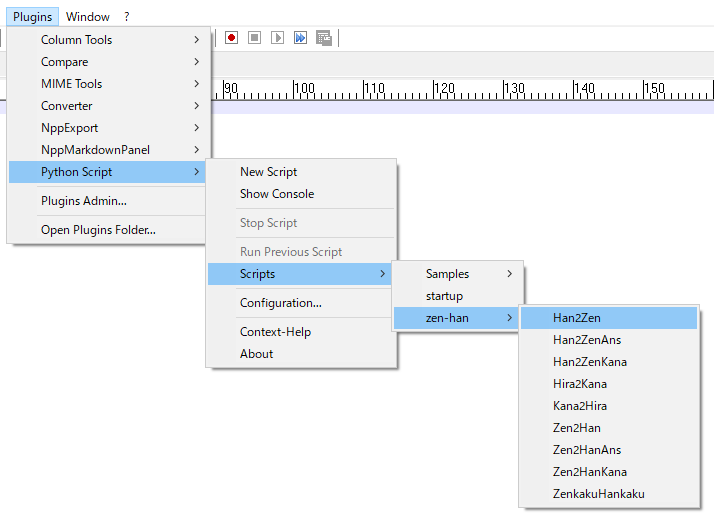 Plugins Window ?
Column Tools
Compare
MIME Tools
Converter
NppExport
NppMarkdownPanel
Python Script
Plugins Admin...
Open Plugins Folder...
90 100 110 120 130 140 150
New Script
Show Console
Stop Script
Run Previous Script
Scripts
Configuration...
Context-Help
About
Samples
startup
zen-han
Han2Zen
Han2ZenAns
Han2ZenKana
Hira2Kana
Kana2Hira
Zen2Han
Zen2HanAns
Zen2HanKana
ZenkakuHankaku